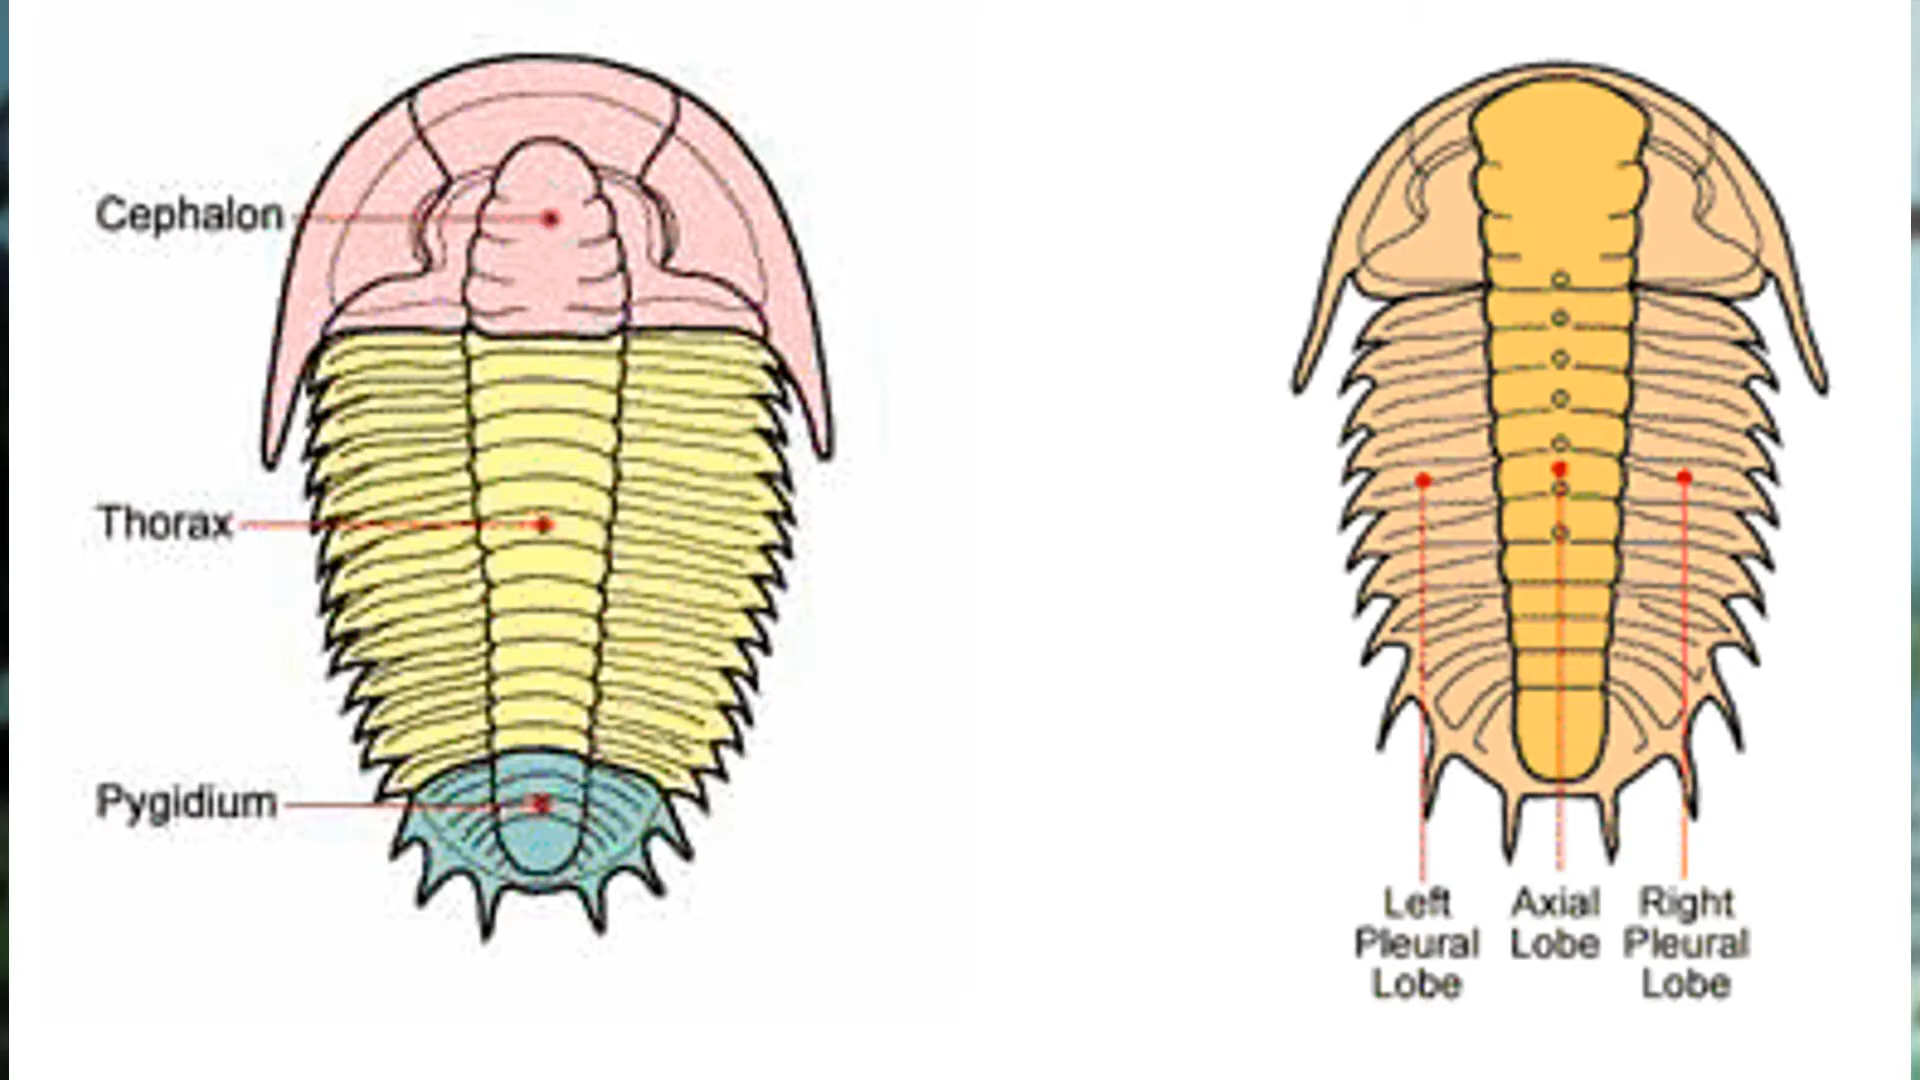 Cephalon
Thorax
Pygidium
Left
Pleural
Lobe
Axial
Lobe
Right
Pleural
Lobe